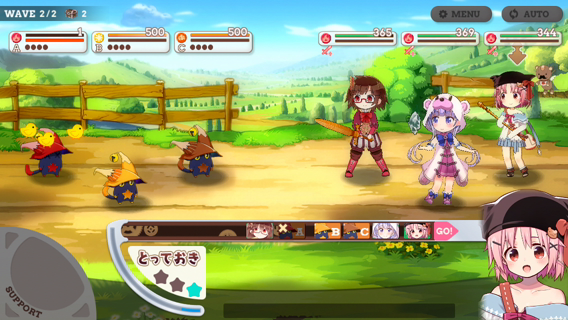 WAVE 2/2 2
MENU
AUTO
1
500
500
365
369
344
A
B
C
B C GO!
とっておき
SUPPORT